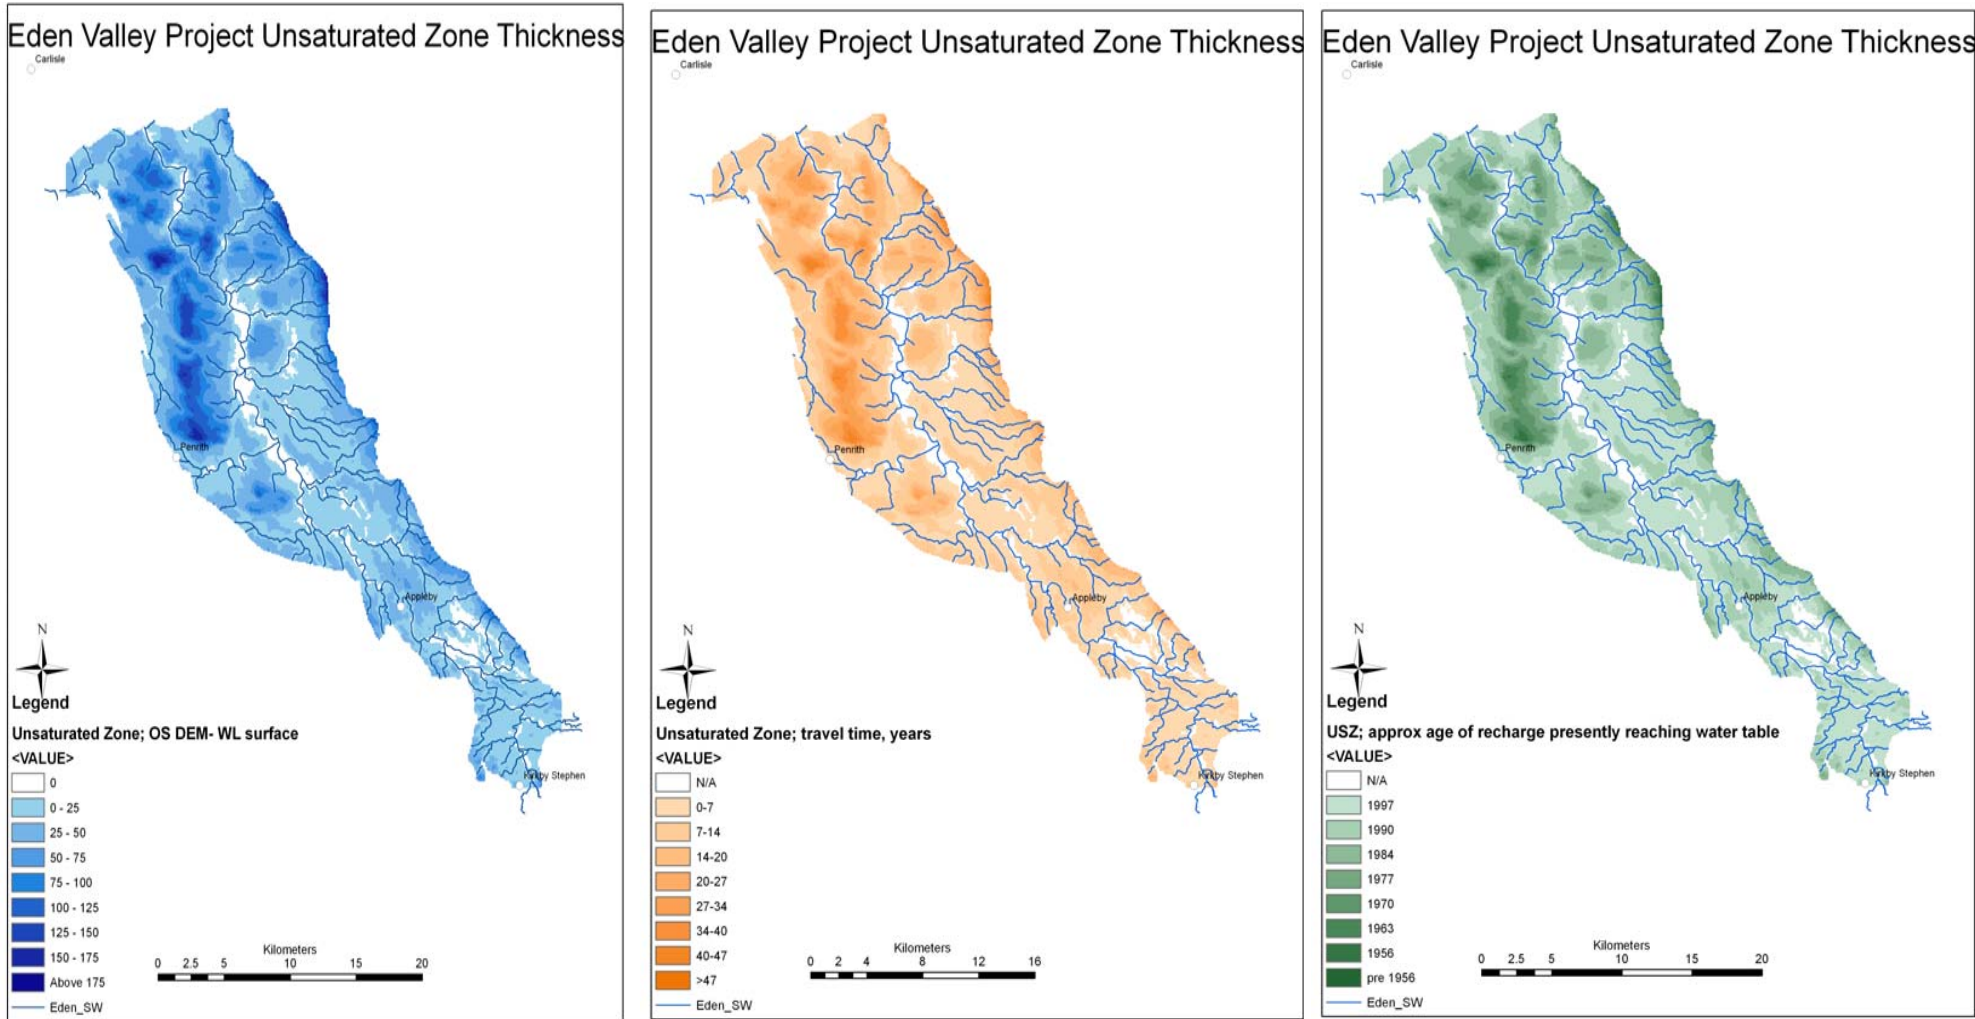 Eden Valley Project Unsaturated Zone Thickness
Carlisle
Penrith
Appleby
Kirkby Stephen
N
Legend
Unsaturated Zone; OS DEM- WL surface
<VALUE>
0
0 - 25
25 - 50
50 - 75
75 - 100
100 - 125
125 - 150
150 - 175
Above 175
Eden_SW
Kilometers
0 2.5 5 10 15 20
Eden Valley Project Unsaturated Zone Thickness
Carlisle
Penrith
Appleby
Kirkby Stephen
N
Legend
Unsaturated Zone; travel time, years
<VALUE>
N/A
0-7
7-14
14-20
20-27
27-34
34-40
40-47
>47
Eden_SW
Kilometers
0 2 4 8 12 16
Eden Valley Project Unsaturated Zone Thickness
Carlisle
Penrith
Appleby
Kirkby Stephen
N
Legend
USZ; approx age of recharge presently reaching water table
<VALUE>
N/A
1997
1990
1984
1977
1970
1963
1956
pre 1956
Eden_SW
Kilometers
0 2.5 5 10 15 20